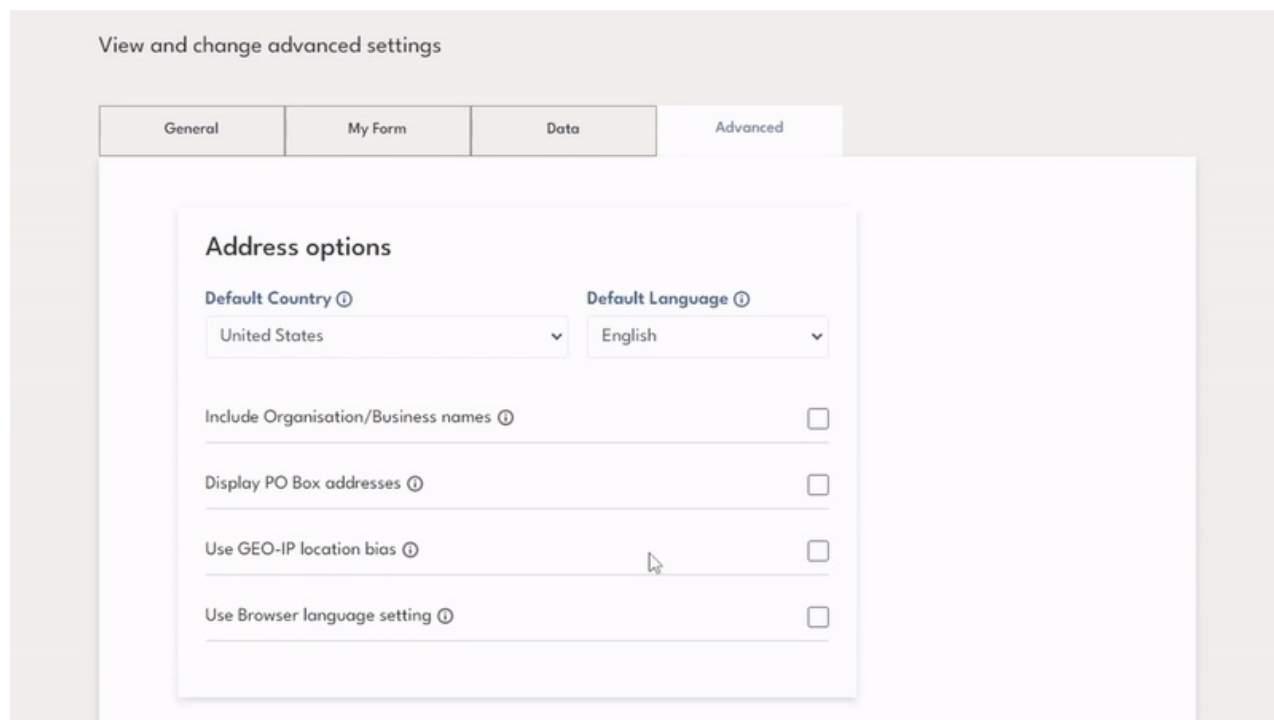 View and change advanced settings
General My Form Data Advanced
Address options
Default Country Default Language
United States English
Include Organisation/Business names
Display PO Box addresses
Use GEO-IP location bias
Use Browser language setting